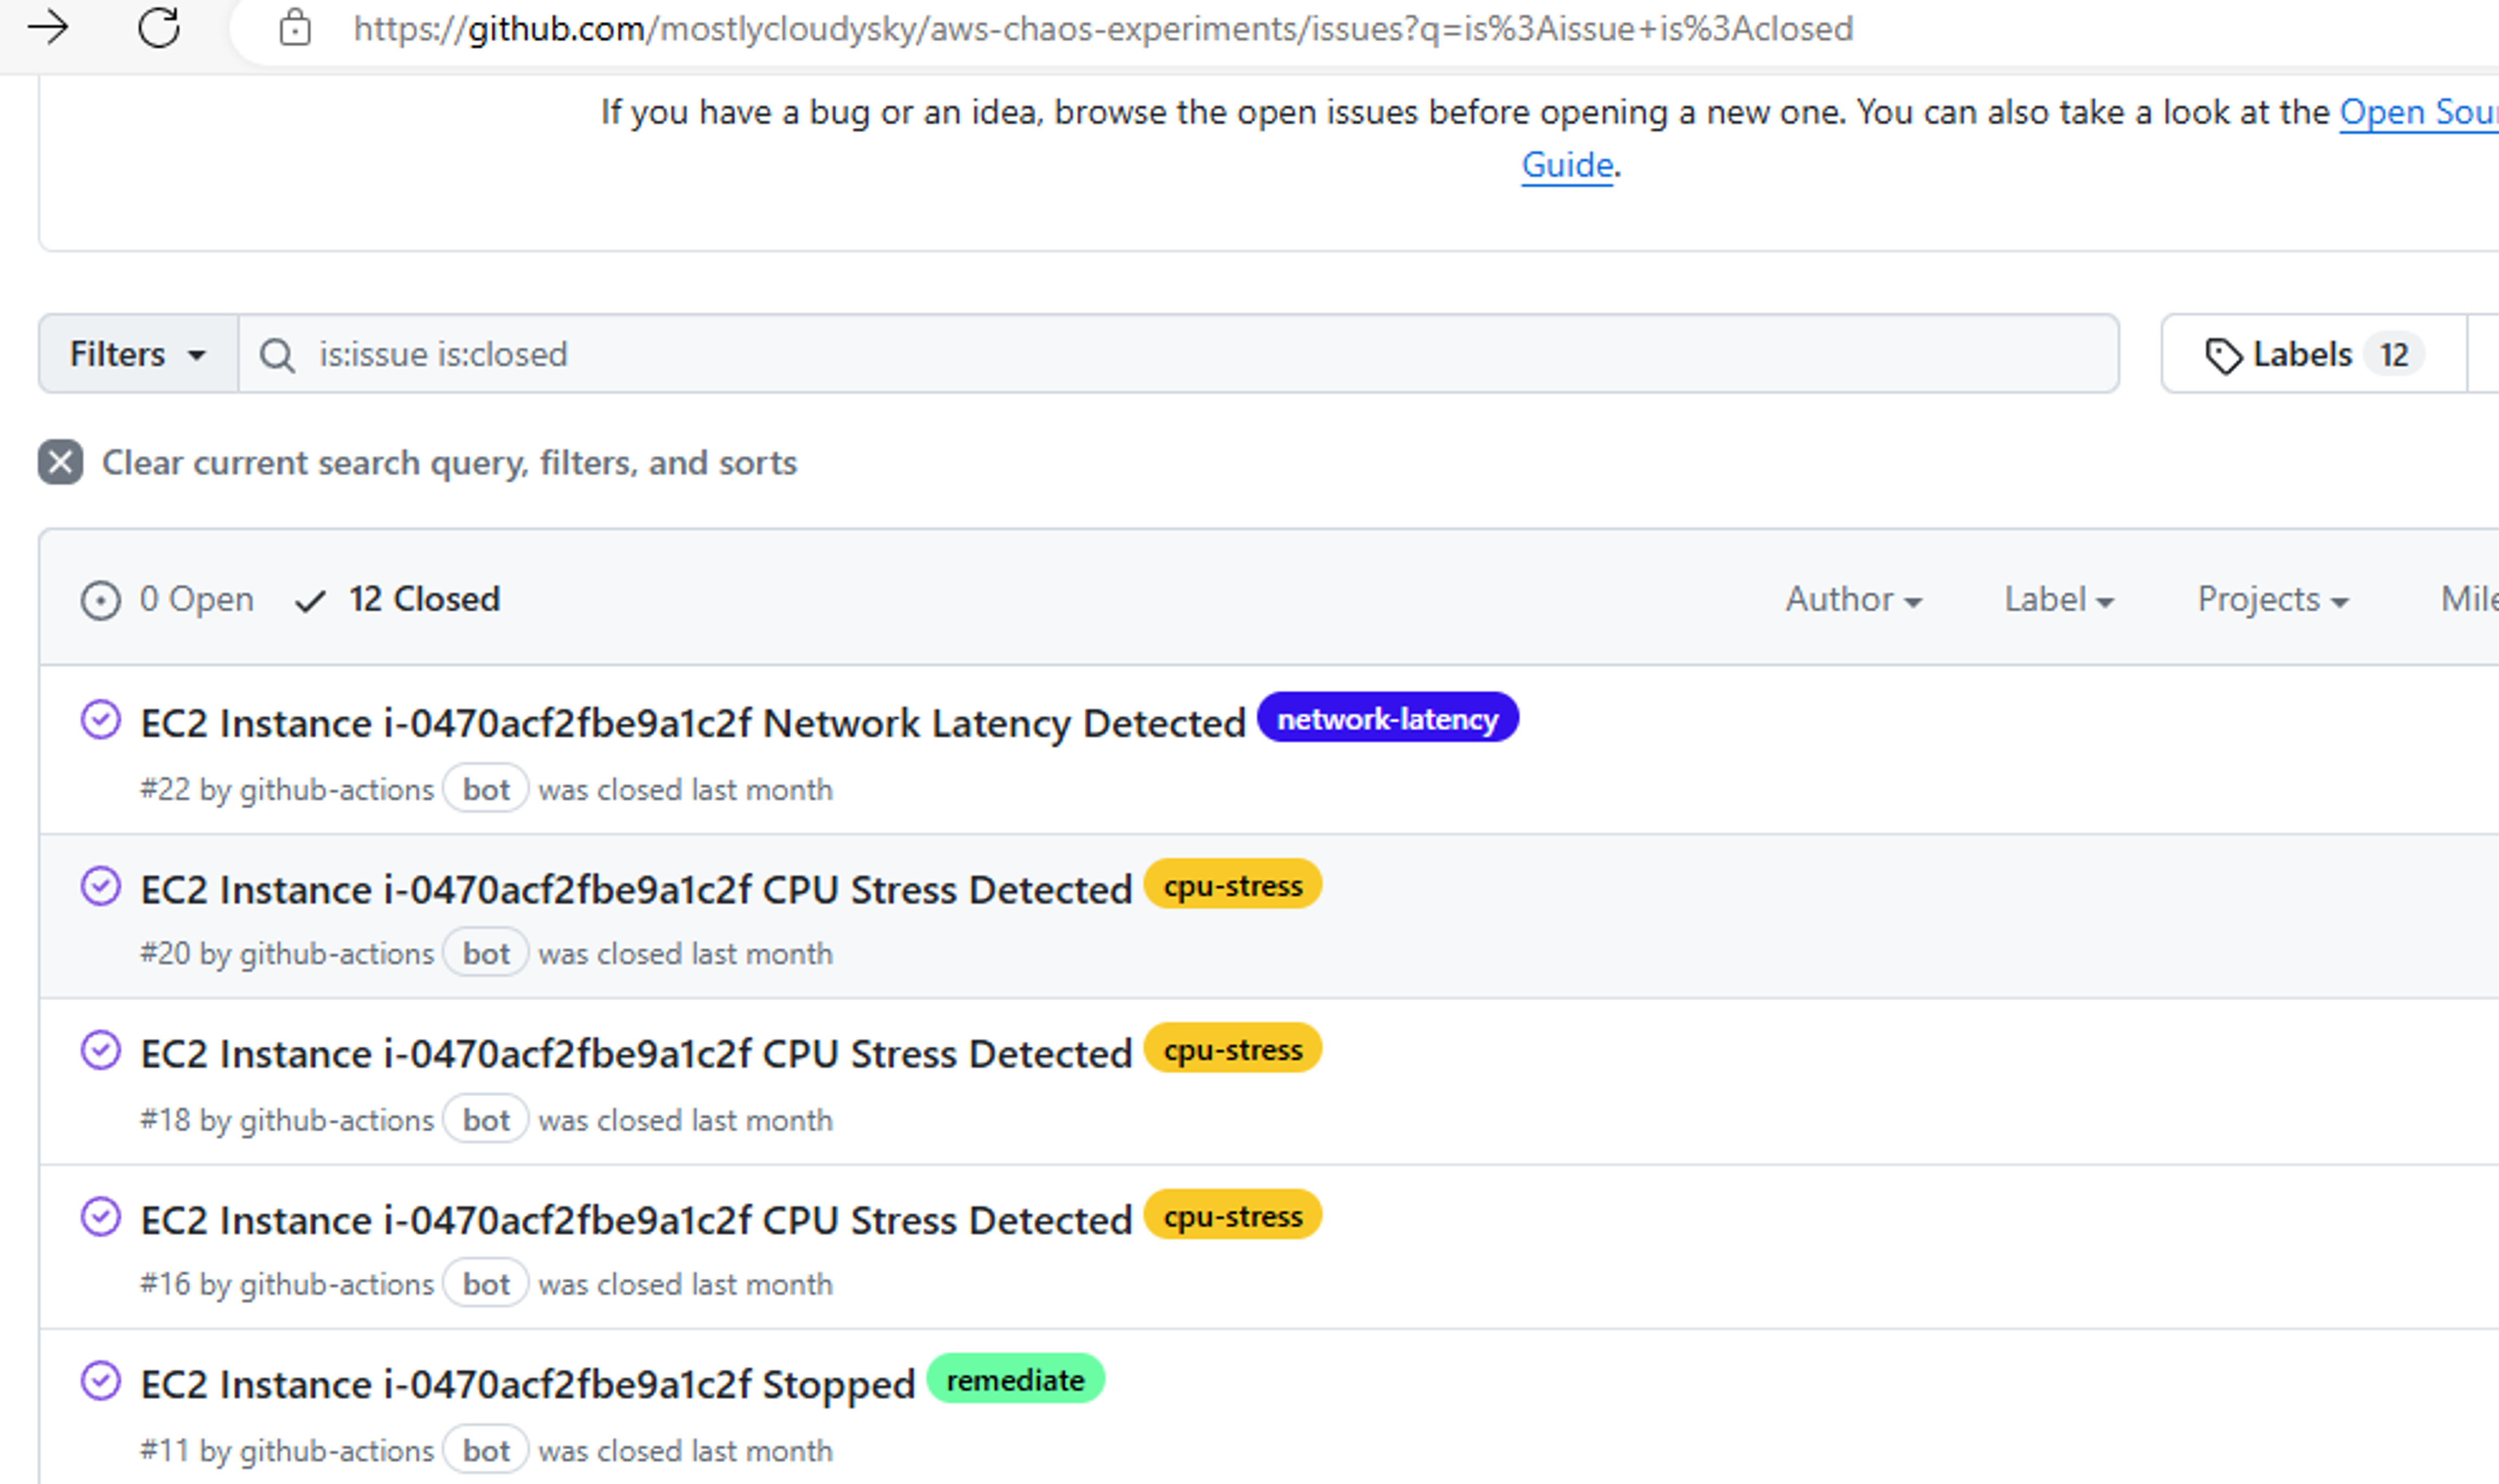 https://github.com/mostlycloudysky/aws-chaos-experiments/issues?q=is%3Aissue+is%3Aclosed
If you have a bug or an idea, browse the open issues before opening a new one. You can also take a look at the Open Sou
Guide.
Filters is:issue is:closed Labels 12
Clear current search query, filters, and sorts
0 Open 12 Closed Author Label Projects Mile
EC2 Instance i-0470acf2fbe9a1c2f Network Latency Detected network-latency
#22 by github-actions bot was closed last month
EC2 Instance i-0470acf2fbe9a1c2f CPU Stress Detected cpu-stress
#20 by github-actions bot was closed last month
EC2 Instance i-0470acf2fbe9a1c2f CPU Stress Detected cpu-stress
#18 by github-actions bot was closed last month
EC2 Instance i-0470acf2fbe9a1c2f CPU Stress Detected cpu-stress
#16 by github-actions bot was closed last month
EC2 Instance i-0470acf2fbe9a1c2f Stopped remediate
#11 by github-actions bot was closed last month